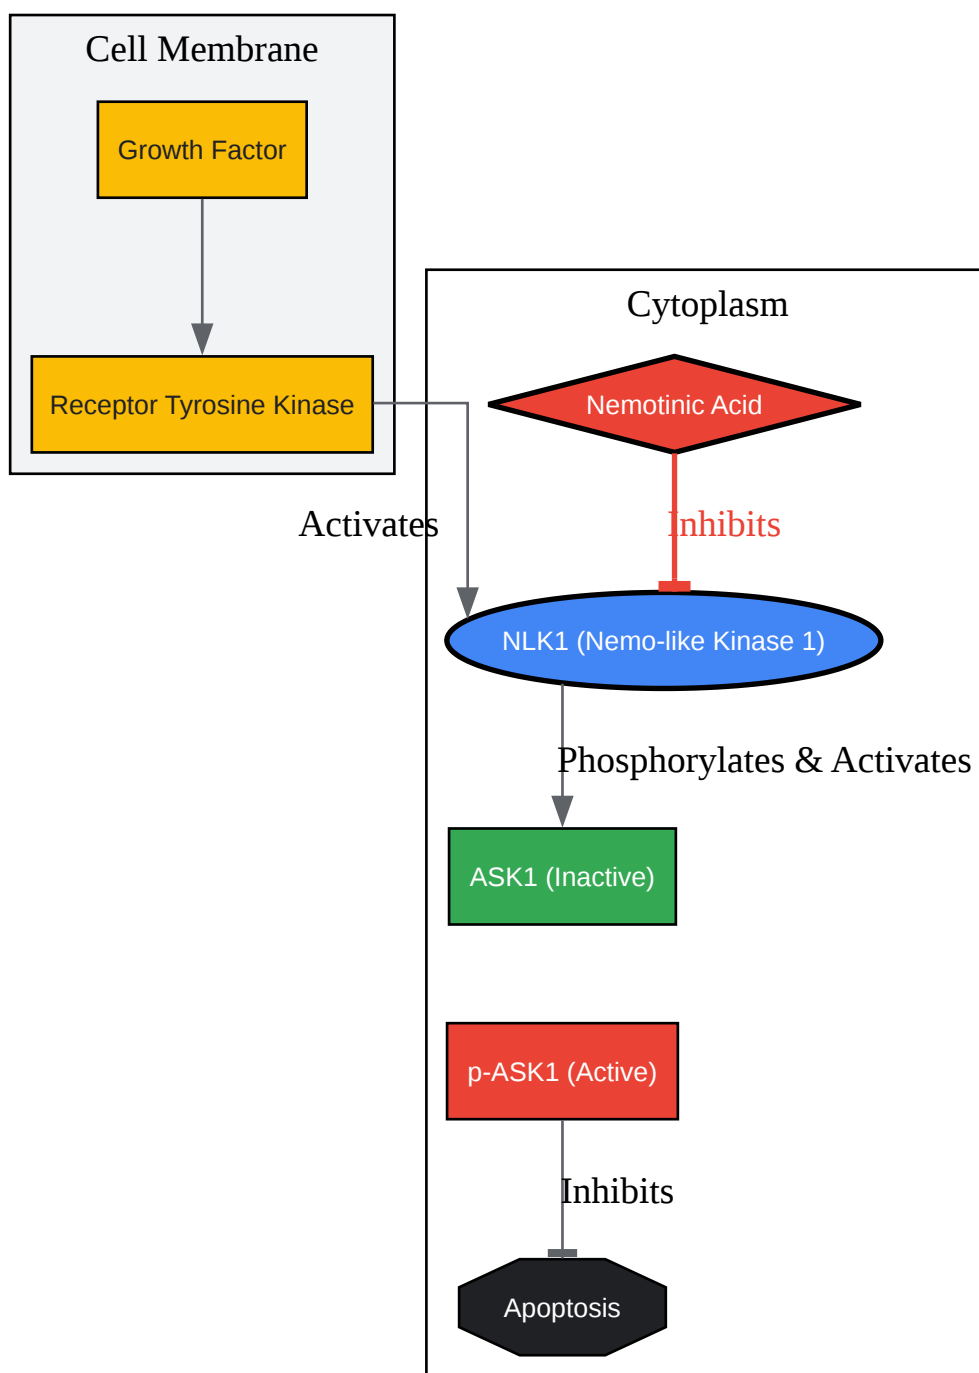 Cell Membrane
Growth Factor
Receptor Tyrosine Kinase
Activates
Cytoplasm
Nemotinic Acid
Inhibits
NLK1 (Nemo-like Kinase 1)
Phosphorylates & Activates
ASK1 (Inactive)
p-ASK1 (Active)
Inhibits
Apoptosis